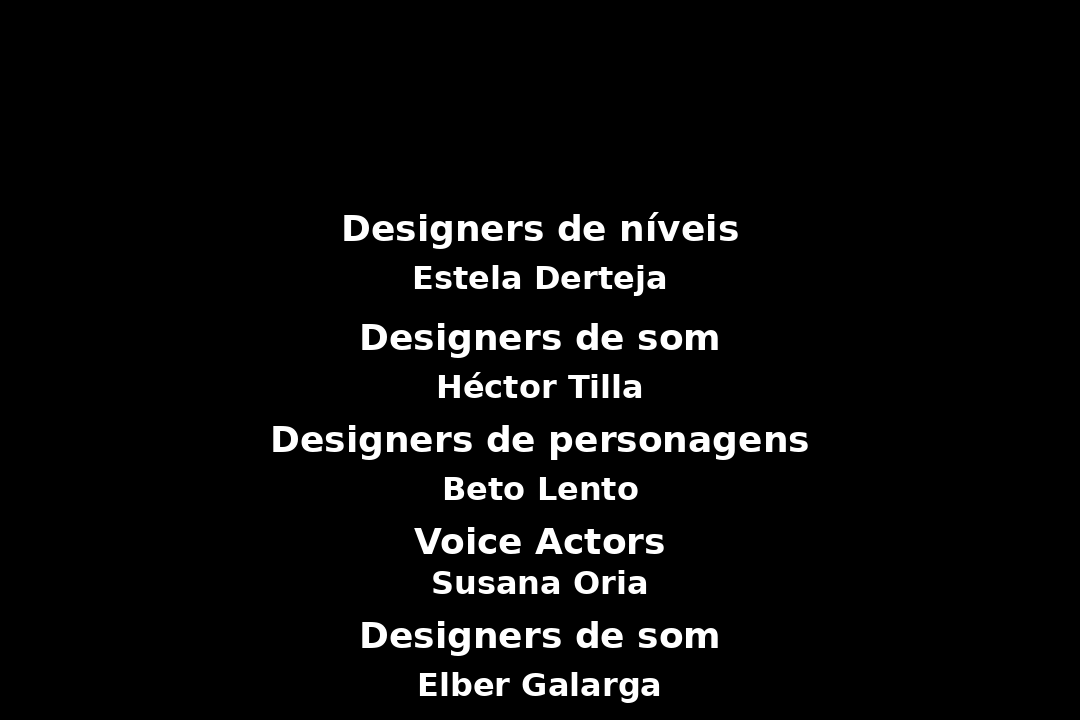 Designers de níveis
Estela Derteja
Designers de som
Héctor Tilla
Designers de personagens
Beto Lento
Voice Actors
Susana Oria
Designers de som
Elber Galarga